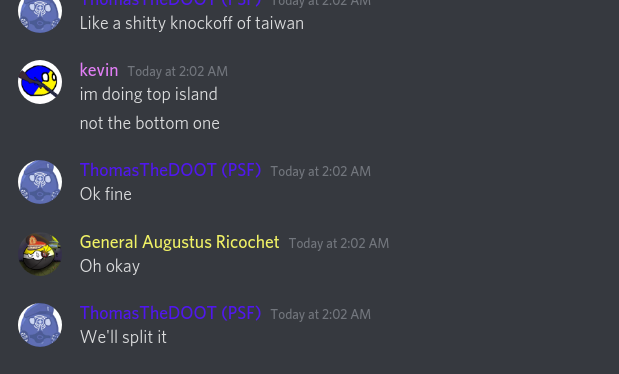 ThomasTheDOOT (PSF) Today at 2:02 AM
Like a shitty knockoff of taiwan
kevin Today at 2:02 AM
im doing top island
not the bottom one
ThomasTheDOOT (PSF) Today at 2:02 AM
Ok fine
General Augustus Ricochet Today at 2:02 AM
Oh okay
ThomasTheDOOT (PSF) Today at 2:02 AM
We'll split it